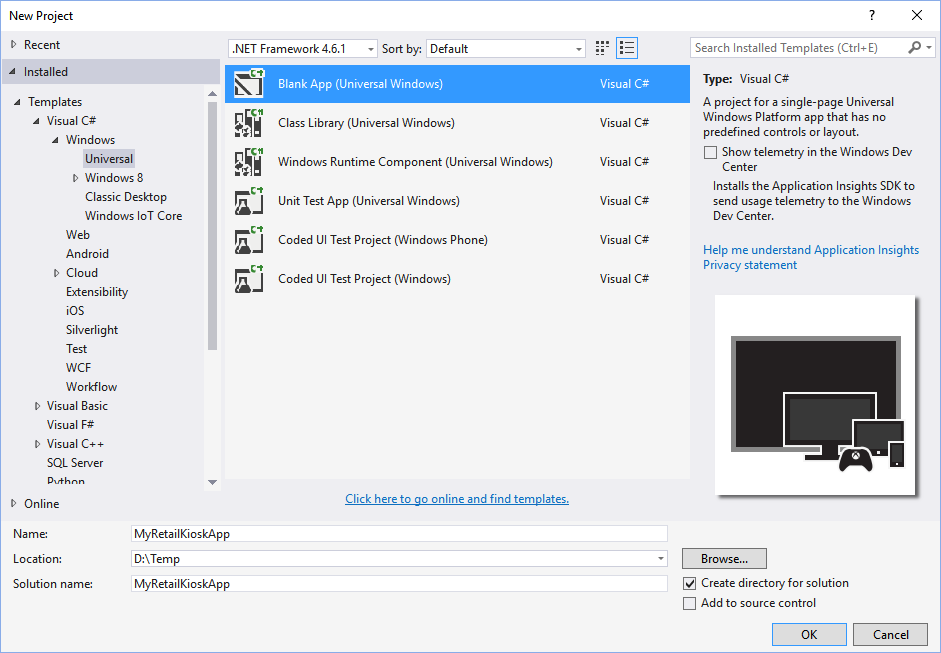 New Project
?
Recent
Installed
Templates
Visual C#
Windows
Universal
Windows 8
Classic Desktop
Windows IoT Core
Web
Android
Cloud
Extensibility
iOS
Silverlight
Test
WCF
Workflow
Visual Basic
Visual F#
Visual C++
SQL Server
Python
Online
.NET Framework 4.6.1
Sort by:
Default
Blank App (Universal Windows) Visual C#
Class Library (Universal Windows) Visual C#
Windows Runtime Component (Universal Windows) Visual C#
Unit Test App (Universal Windows) Visual C#
Coded UI Test Project (Windows Phone) Visual C#
Coded UI Test Project (Windows) Visual C#
Click here to go online and find templates.
Search Installed Templates (Ctrl+E)
Type: Visual C#
A project for a single-page Universal
Windows Platform app that has no
predefined controls or layout.
Show telemetry in the Windows Dev
Center
Installs the Application Insights SDK to
send usage telemetry to the Windows
Dev Center.
Help me understand Application Insights
Privacy statement
Name: MyRetailKioskApp
Location: D:\Temp
Browse...
Solution name: MyRetailKioskApp
Create directory for solution
Add to source control
OK
Cancel